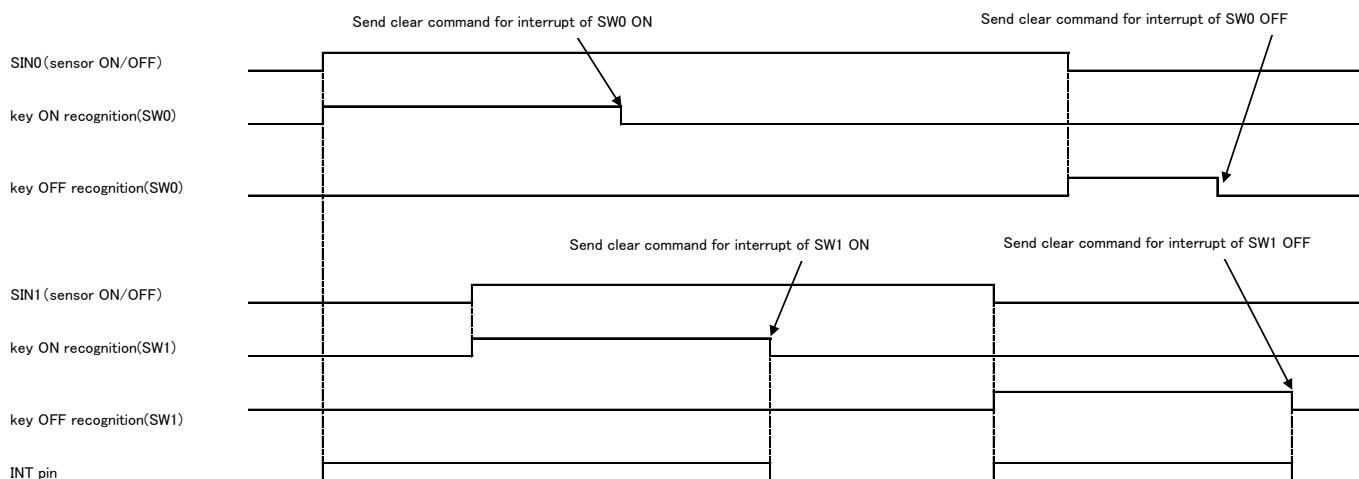 Send clear command for interrupt of SW0 ON
Send clear command for interrupt of SW0 OFF
SIN0(sensor ON/OFF)
key ON recognition(SW0)
key OFF recognition(SW0)
Send clear command for interrupt of SW1 ON
Send clear command for interrupt of SW1 OFF
SIN1(sensor ON/OFF)
key ON recognition(SW1)
key OFF recognition(SW1)
INT pin